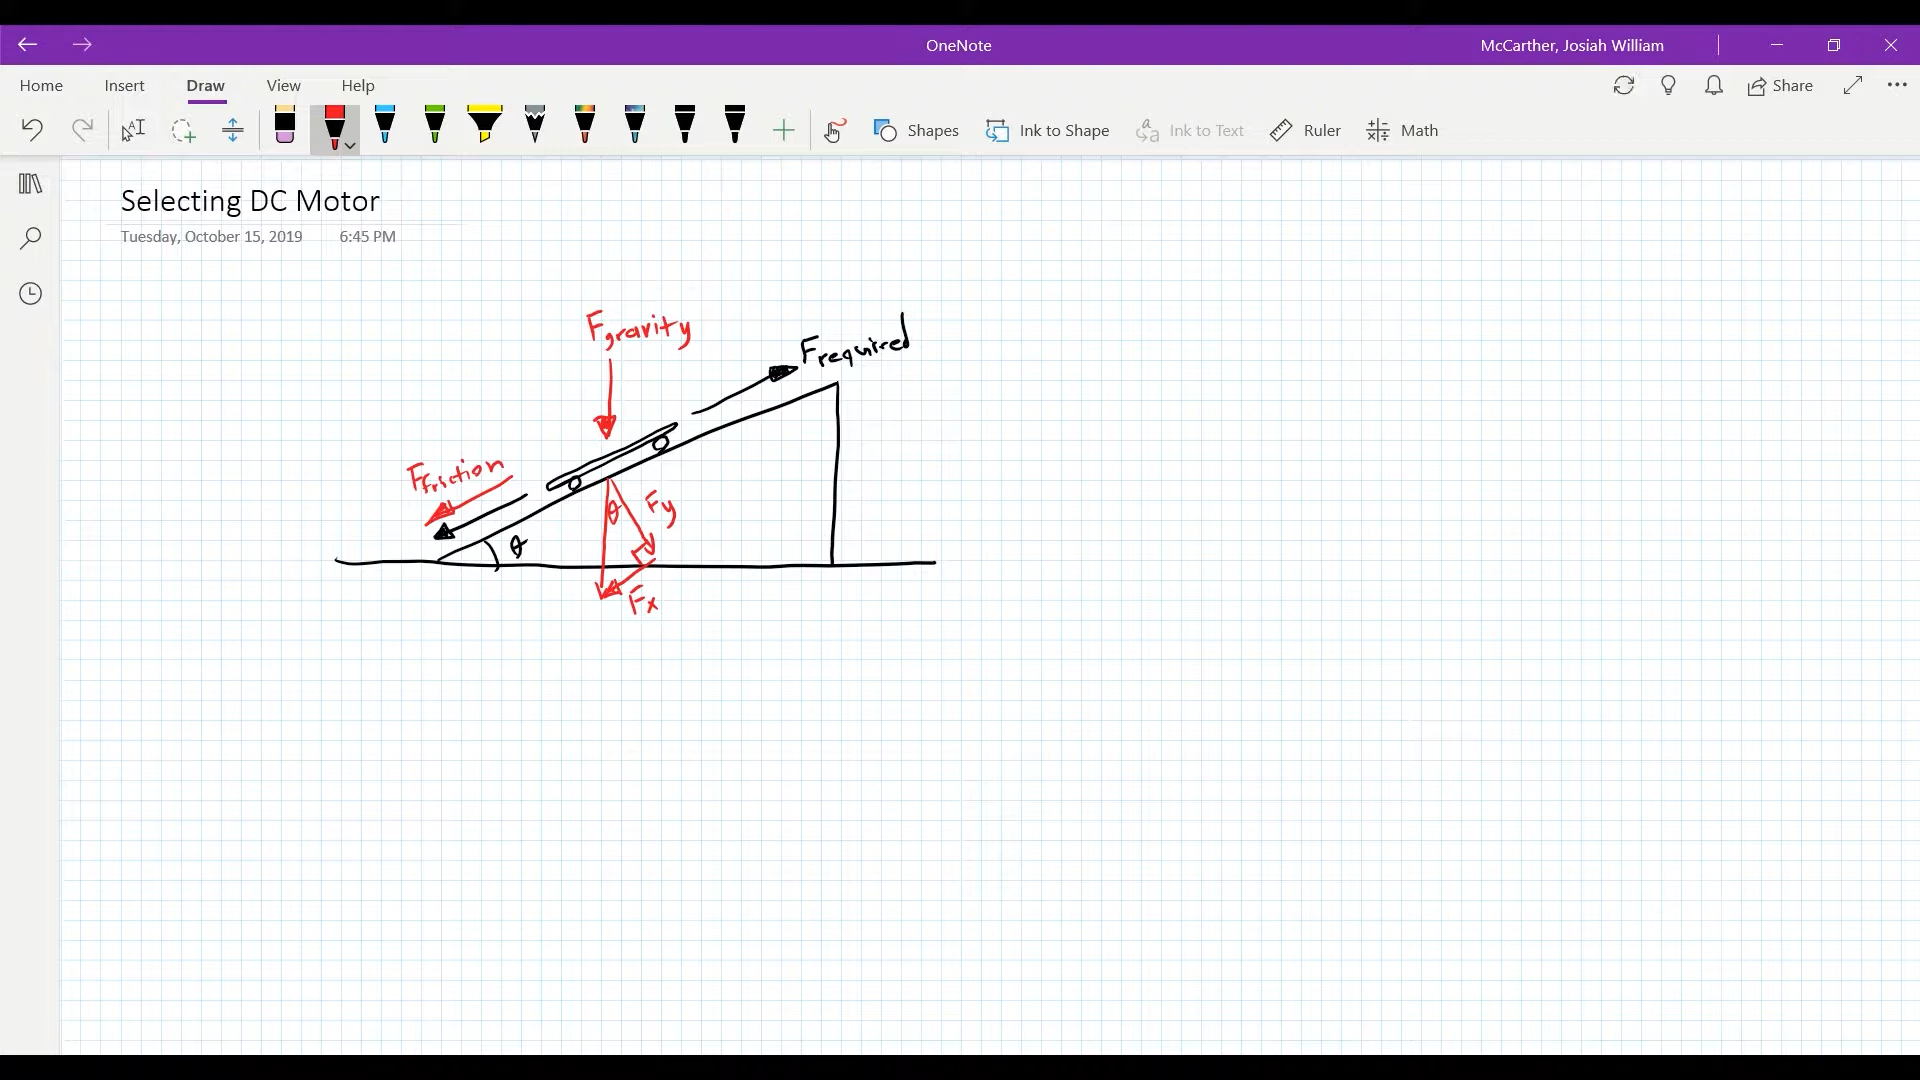 OneNote
McCarther, Josiah William
Home Insert Draw View Help
Share
Shapes Ink to Shape Ink to Text Ruler Math
Selecting DC Motor
Tuesday, October 15, 2019 6:45 PM
Fgravity
Frequired
Ffriction
θ Fy
θ
Fx